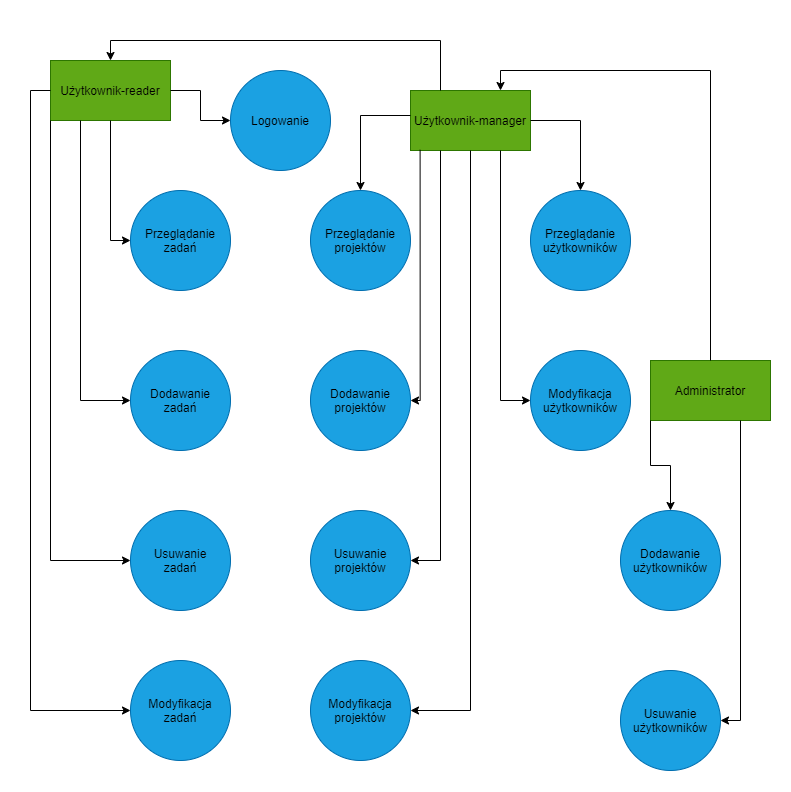 Użytkownik-reader
Logowanie
Użytkownik-manager
Przeglądanie
zadań
Przeglądanie
projektów
Przeglądanie
użytkowników
Dodawanie
zadań
Dodawanie
projektów
Modyfikacja
użytkowników
Administrator
Usuwanie
zadań
Usuwanie
projektów
Dodawanie
użytkowników
Modyfikacja
zadań
Modyfikacja
projektów
Usuwanie
użytkowników